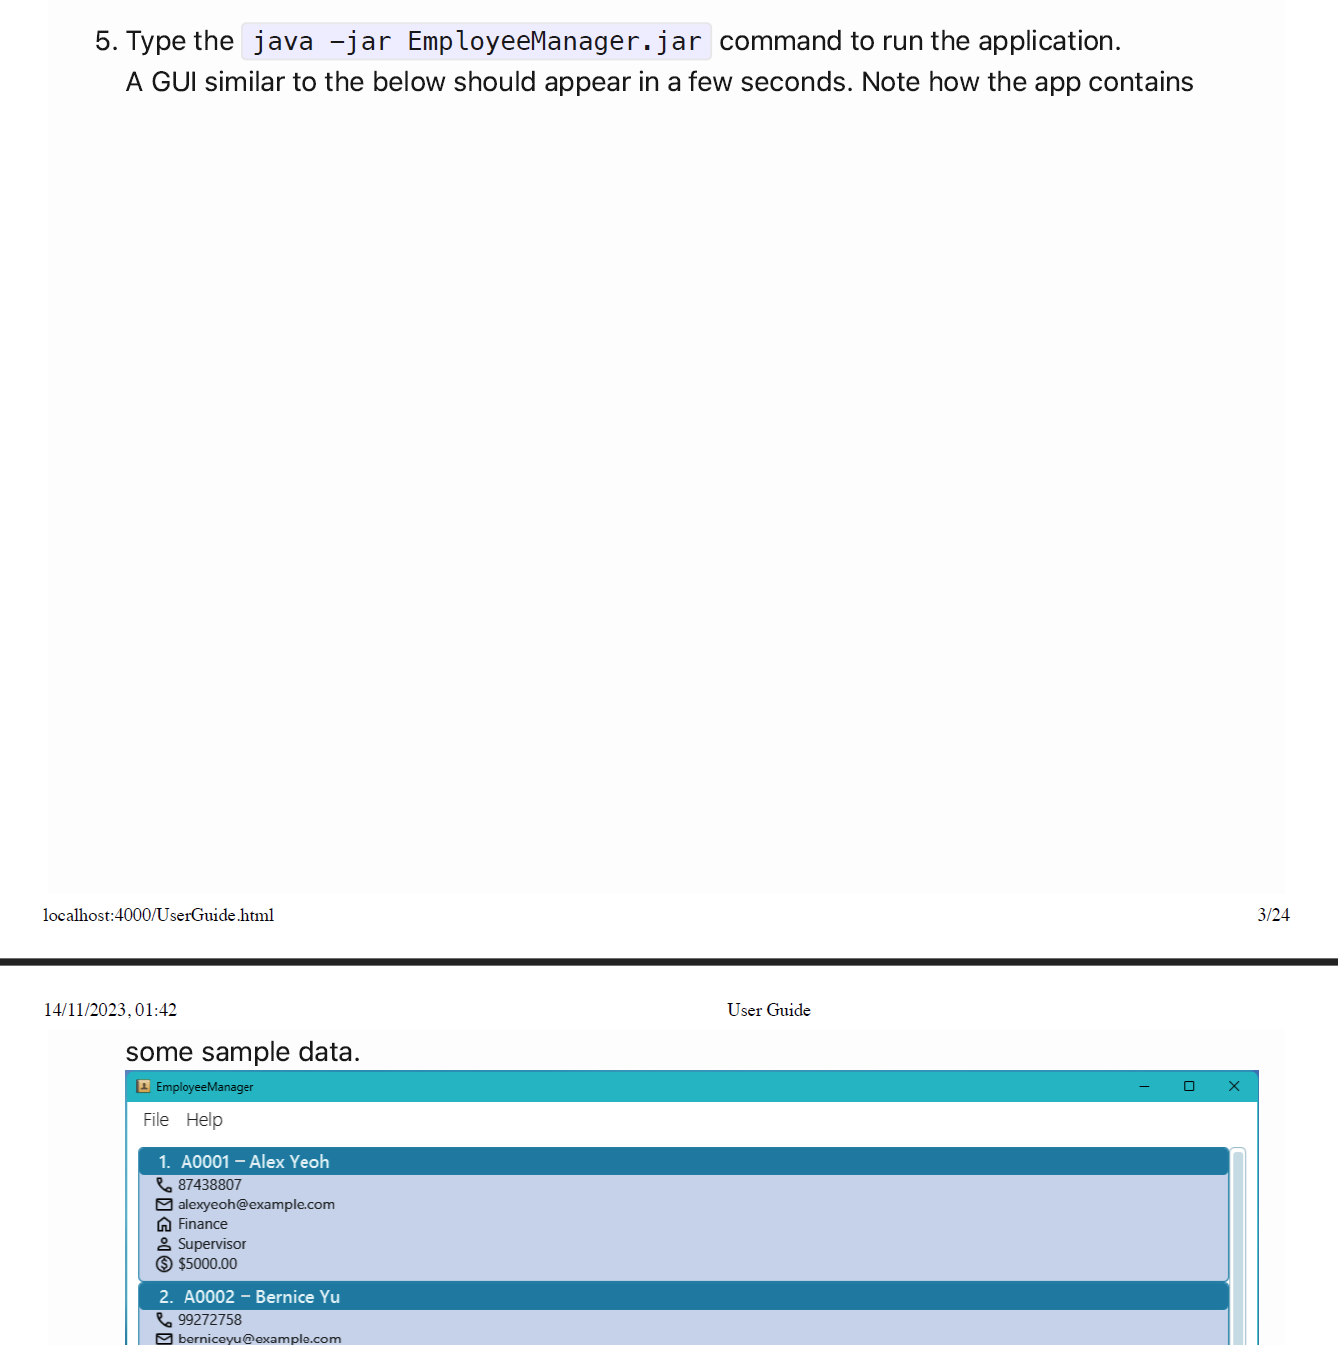 5. Type the java -jar EmployeeManager.jar command to run the application.
A GUI similar to the below should appear in a few seconds. Note how the app contains
localhost:4000/UserGuide.html 3/24
14/11/2023, 01:42 User Guide
some sample data.
EmployeeManager
File Help
1. A0001 – Alex Yeoh
87438807
alexyeoh@example.com
Finance
Supervisor
$5000.00
2. A0002 – Bernice Yu
99272758
berniceyu@example.com